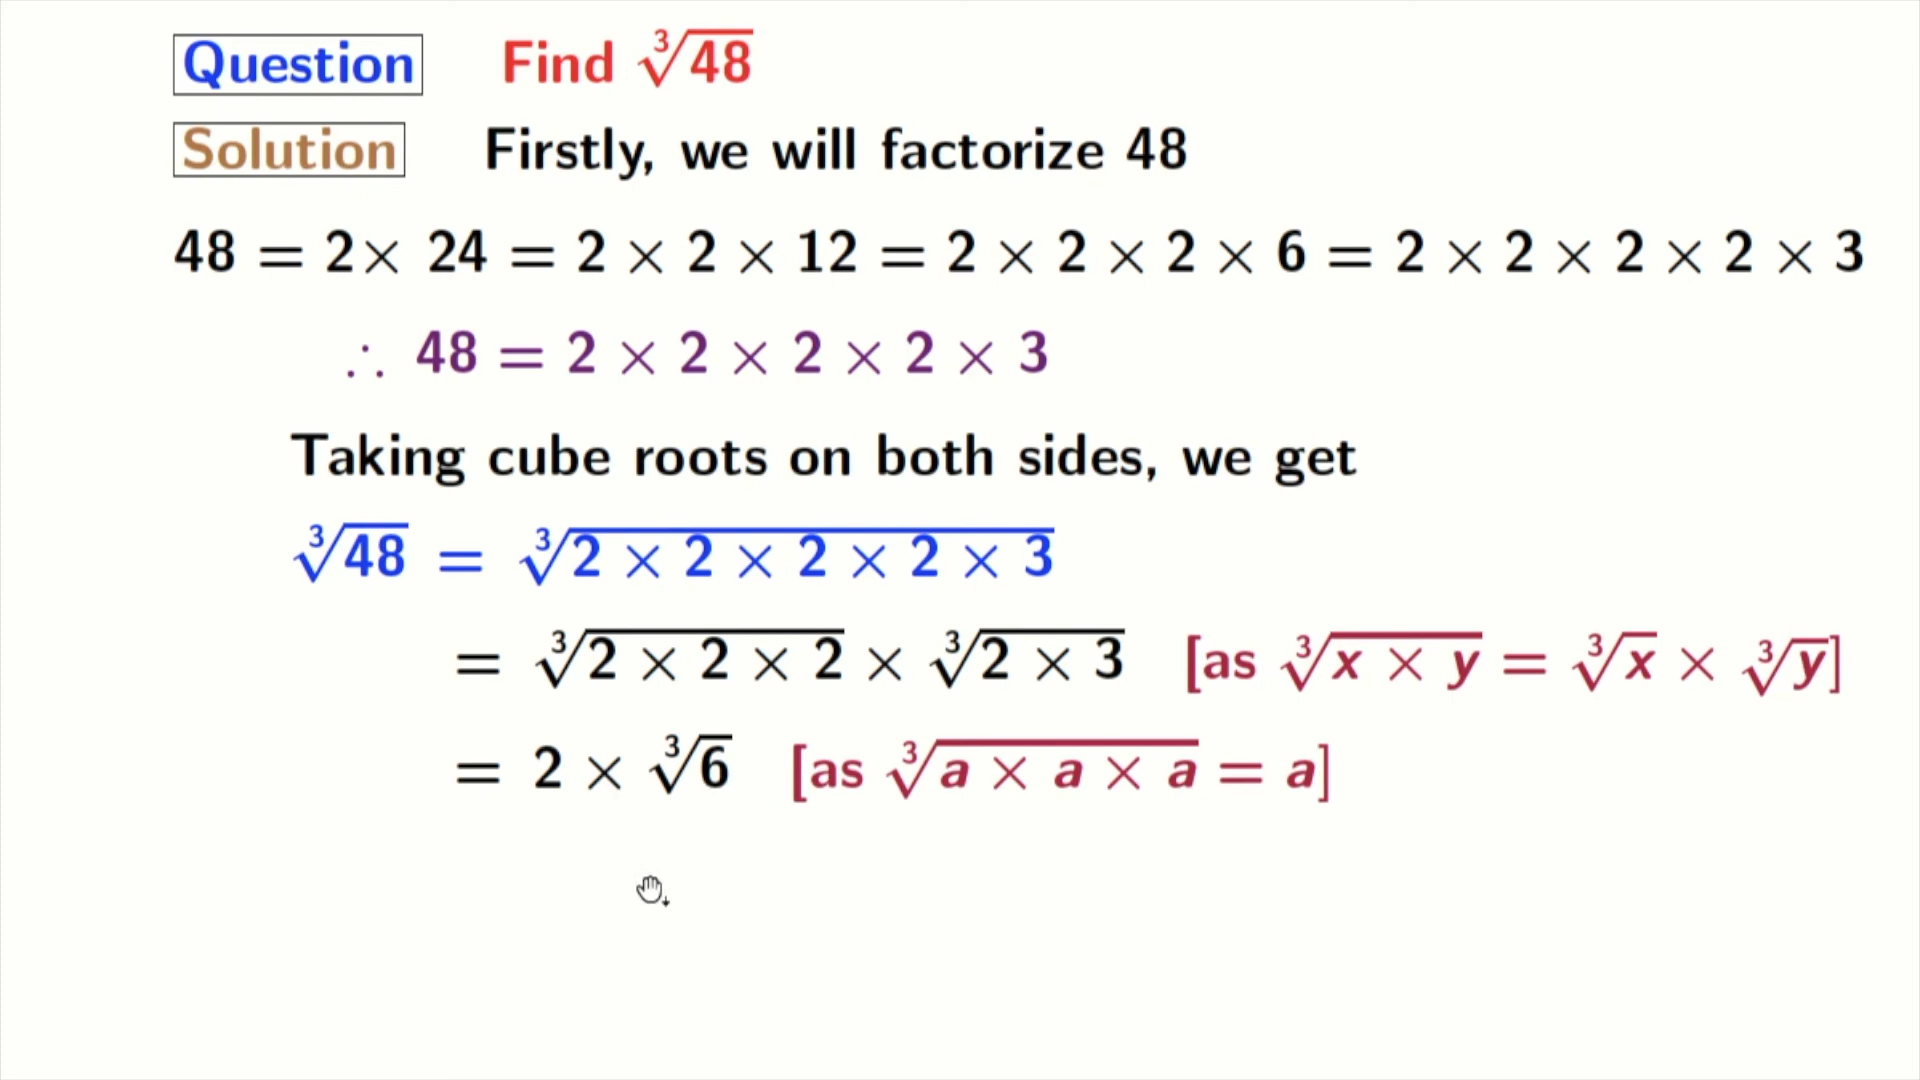 Question Find ∛48
Solution Firstly, we will factorize 48
48 = 2× 24 = 2 × 2 × 12 = 2 × 2 × 2 × 6 = 2 × 2 × 2 × 2 × 3
∴ 48 = 2 × 2 × 2 × 2 × 3
Taking cube roots on both sides, we get
∛48 = ∛(2 × 2 × 2 × 2 × 3)
= ∛(2 × 2 × 2) × ∛(2 × 3) [as ∛(x × y) = ∛x × ∛y]
= 2 × ∛6 [as ∛(a × a × a) = a]